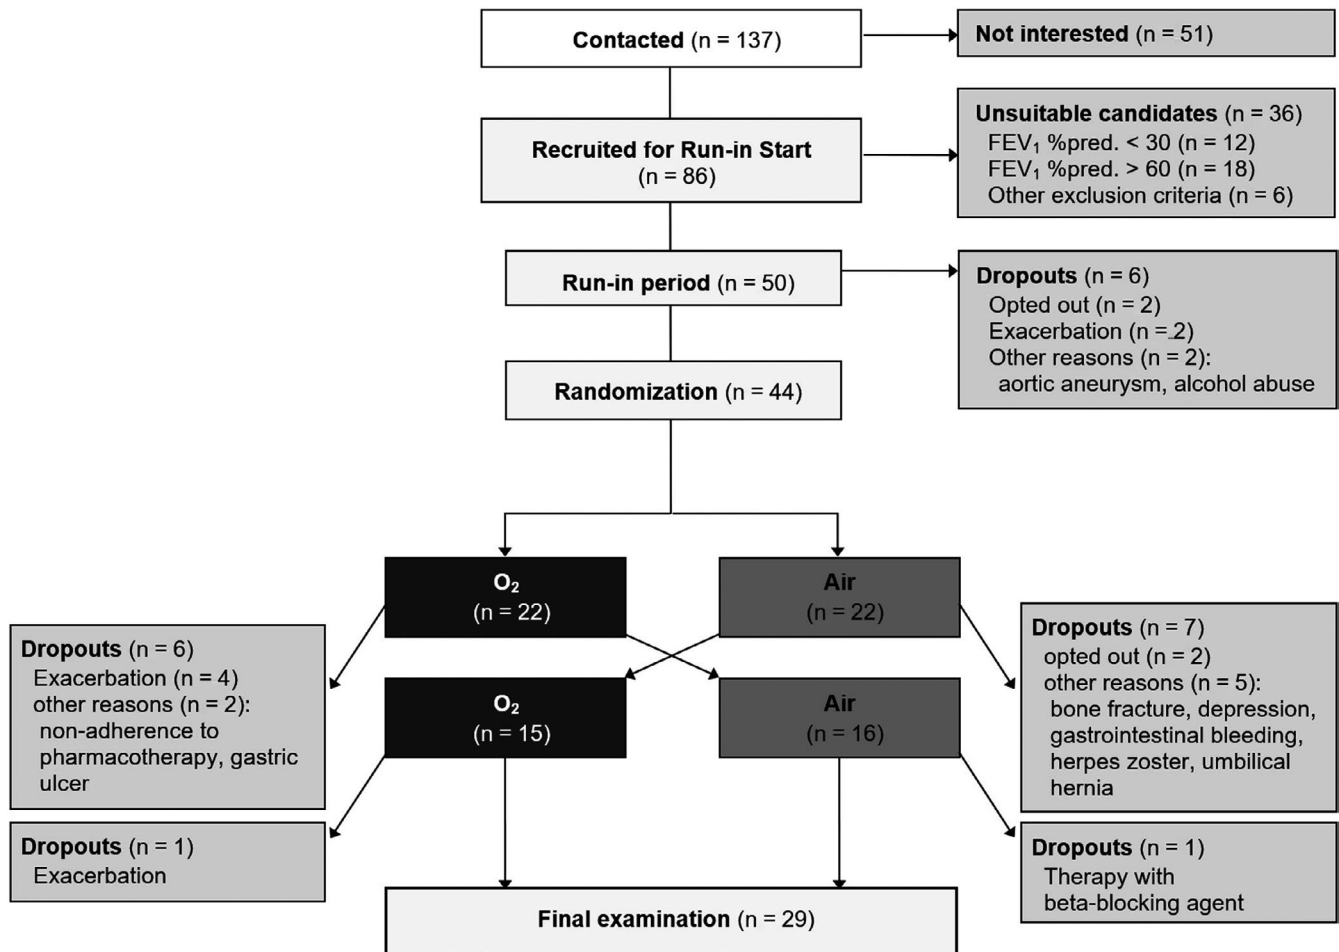 Contacted (n = 137)
Not interested (n = 51)
Recruited for Run-in Start
(n = 86)
Unsuitable candidates (n = 36)
FEV₁ %pred. < 30 (n = 12)
FEV₁ %pred. > 60 (n = 18)
Other exclusion criteria (n = 6)
Run-in period (n = 50)
Dropouts (n = 6)
Opted out (n = 2)
Exacerbation (n = 2)
Other reasons (n = 2):
aortic aneurysm, alcohol abuse
Randomization (n = 44)
O₂
(n = 22)
Air
(n = 22)
Dropouts (n = 6)
Exacerbation (n = 4)
other reasons (n = 2):
non-adherence to
pharmacotherapy, gastric
ulcer
Dropouts (n = 7)
opted out (n = 2)
other reasons (n = 5):
bone fracture, depression,
gastrointestinal bleeding,
herpes zoster, umbilical
hernia
O₂
(n = 15)
Air
(n = 16)
Dropouts (n = 1)
Exacerbation
Dropouts (n = 1)
Therapy with
beta-blocking agent
Final examination (n = 29)